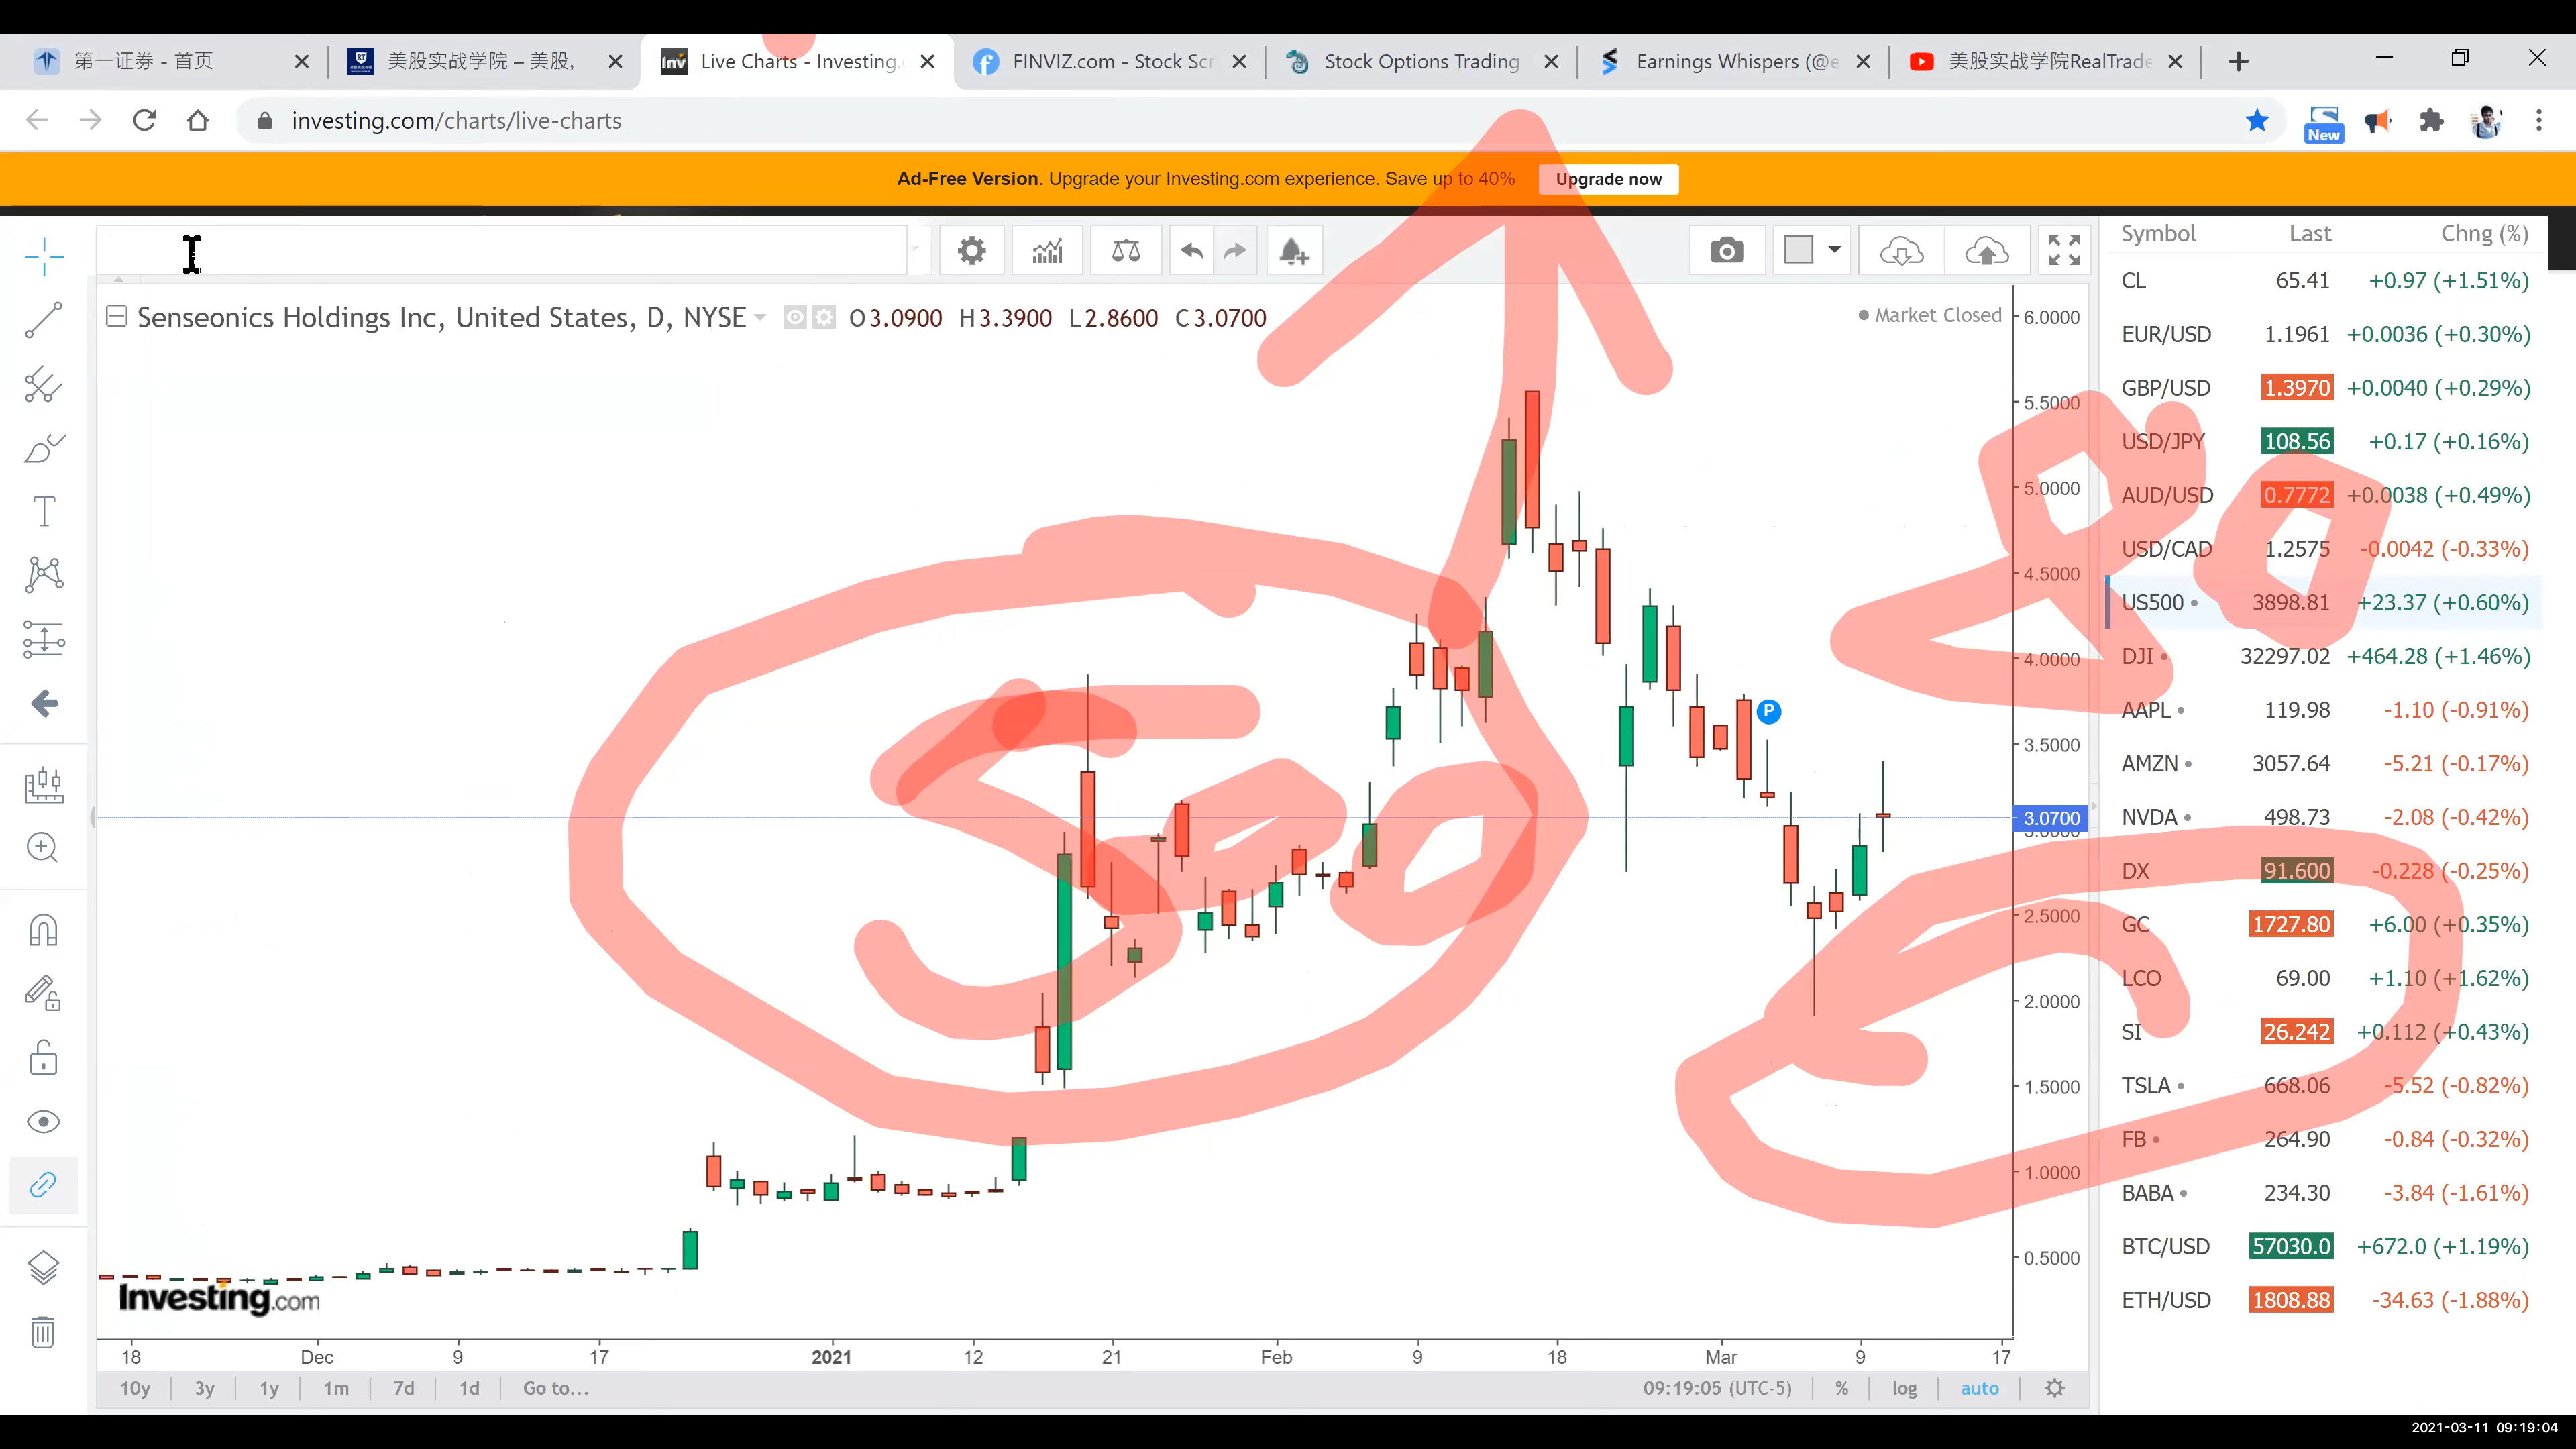 第一证券 - 首页
美股实战学院 – 美股,
Live Charts - Investing.
FINVIZ.com - Stock Scr
Stock Options Trading
Earnings Whispers (@e
美股实战学院RealTrade
investing.com/charts/live-charts
New
Ad-Free Version. Upgrade your Investing.com experience. Save up to 40%
Upgrade now
Senseonics Holdings Inc, United States, D, NYSE
O 3.0900 H 3.3900 L 2.8600 C 3.0700
Market Closed
6.0000
5.5000
5.0000
4.5000
4.0000
3.5000
3.0700
3.0000
2.5000
2.0000
1.5000
1.0000
0.5000
P
500
80
Investing.com
18 Dec 9 17 2021 12 21 Feb 9 18 Mar 9 17
10y 3y 1y 1m 7d 1d Go to...
09:19:05 (UTC-5) % log auto
Symbol Last Chng (%)
CL 65.41 +0.97 (+1.51%)
EUR/USD 1.1961 +0.0036 (+0.30%)
GBP/USD 1.3970 +0.0040 (+0.29%)
USD/JPY 108.56 +0.17 (+0.16%)
AUD/USD 0.7772 +0.0038 (+0.49%)
USD/CAD 1.2575 -0.0042 (-0.33%)
US500 3898.81 +23.37 (+0.60%)
DJI 32297.02 +464.28 (+1.46%)
AAPL 119.98 -1.10 (-0.91%)
AMZN 3057.64 -5.21 (-0.17%)
NVDA 498.73 -2.08 (-0.42%)
DX 91.600 -0.228 (-0.25%)
GC 1727.80 +6.00 (+0.35%)
LCO 69.00 +1.10 (+1.62%)
SI 26.242 +0.112 (+0.43%)
TSLA 668.06 -5.52 (-0.82%)
FB 264.90 -0.84 (-0.32%)
BABA 234.30 -3.84 (-1.61%)
BTC/USD 57030.0 +672.0 (+1.19%)
ETH/USD 1808.88 -34.63 (-1.88%)
2021-03-11 09:19:04